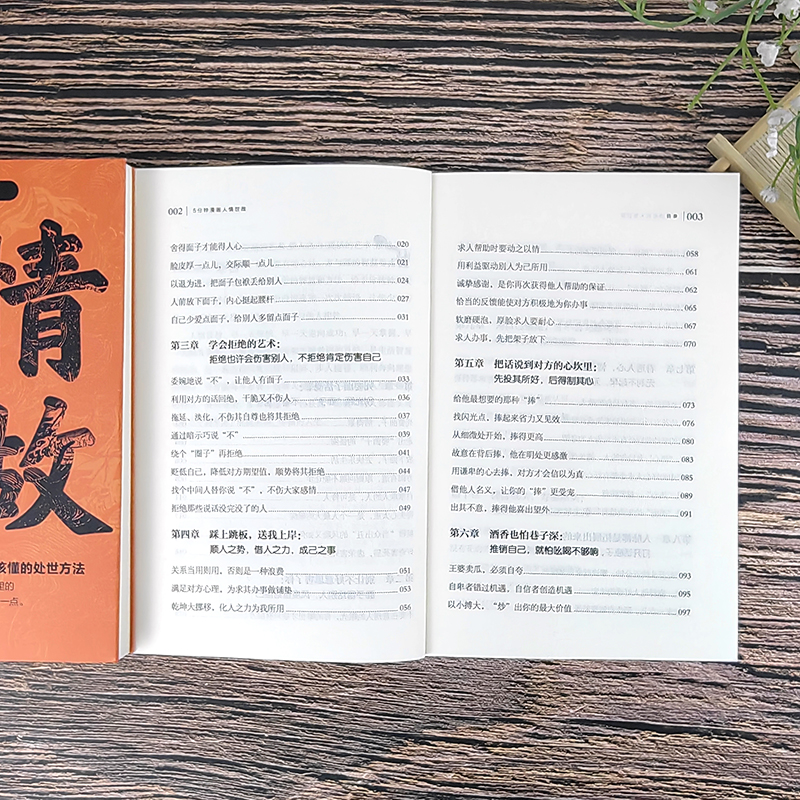 情
故
该懂的处世方法
里的
一点。
002 5分钟漫画人情世故
舍得面子才能得人心 020
脸皮厚一点儿，交际顺一点儿 021
以退为进，把面子包袱丢给别人 024
人前放下面子，内心挺起腰杆 027
自己少爱点面子，给别人多留点面子 031
第三章 学会拒绝的艺术：
拒绝也许会伤害别人，不拒绝肯定伤害自己
委婉地说“不”，让他人有面子 033
利用对方的话回绝，干脆又不伤人 036
拖延、淡化，不伤其自尊也将其拒绝 037
通过暗示巧说“不” 039
绕个“圈子”再拒绝 041
贬低自己，降低对方期望值，顺势将其拒绝 044
找个中间人替你说“不”，不伤大家感情 047
拒绝那些说话没完没了的人 049
第四章 踩上跳板，送我上岸：
顺人之势，借人之力，成己之事
关系当用则用，否则是一种浪费 051
满足对方心理，为求其办事做铺垫 052
乾坤大挪移，化人之力为我所用 056
目录 003
求人帮助时要动之以情 058
用利益驱动别人为己所用 060
诚挚感谢，是你再次获得他人帮助的保证 062
恰当的反馈能使对方积极地为你办事 065
软磨硬泡，厚脸求人要耐心 067
求人办事，先把架子放下 070
第五章 把话说到对方的心坎里：
先投其所好，后得制其心
给他最想要的那种“捧” 073
找闪光点，捧起来省力又见效 076
从细微处开始，捧得更高 078
故意在背后捧，他在明处更感激 082
用谦卑的心去捧，对方才会信以为真 085
借他人名义，让你的“捧”更受宠 089
出其不意，捧得他喜出望外 091
第六章 酒香也怕巷子深：
推销自己，就怕吆喝不够响
王婆卖瓜，必须自夸 093
自卑者错过机遇，自信者创造机遇 095
以小搏大，“炒”出你的最大价值 097